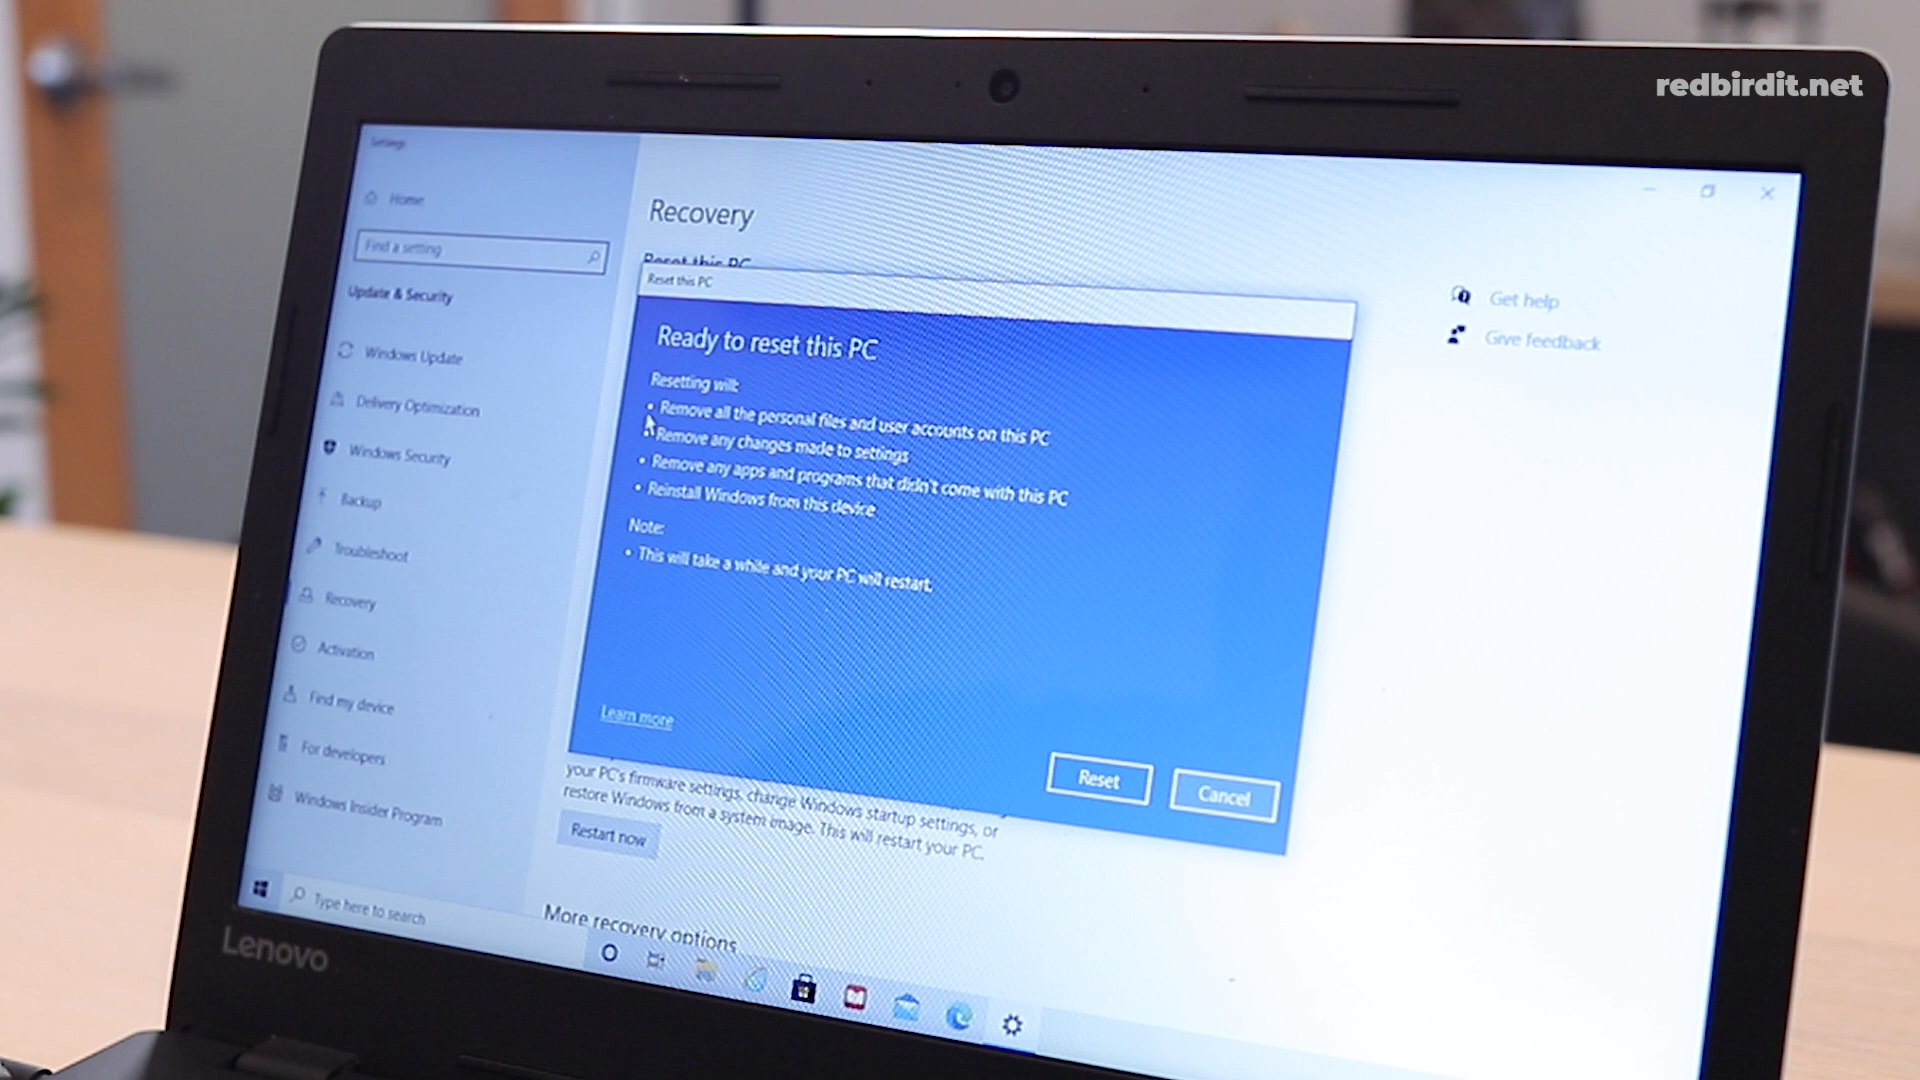 redbirdit.net
Settings
Home
Find a setting
Update & Security
Windows Update
Delivery Optimization
Windows Security
Backup
Troubleshoot
Recovery
Activation
Find my device
For developers
Windows Insider Program
Recovery
Reset this PC
Reset this PC
Ready to reset this PC
Resetting will:
• Remove all the personal files and user accounts on this PC
• Remove any changes made to settings
• Remove any apps and programs that didn't come with this PC
• Reinstall Windows from this device
Note:
• This will take a while and your PC will restart.
Learn more
Reset
Cancel
your PC's firmware settings, change Windows startup settings, or
restore Windows from a system image. This will restart your PC.
Restart now
More recovery options
Get help
Give feedback
Type here to search
Lenovo